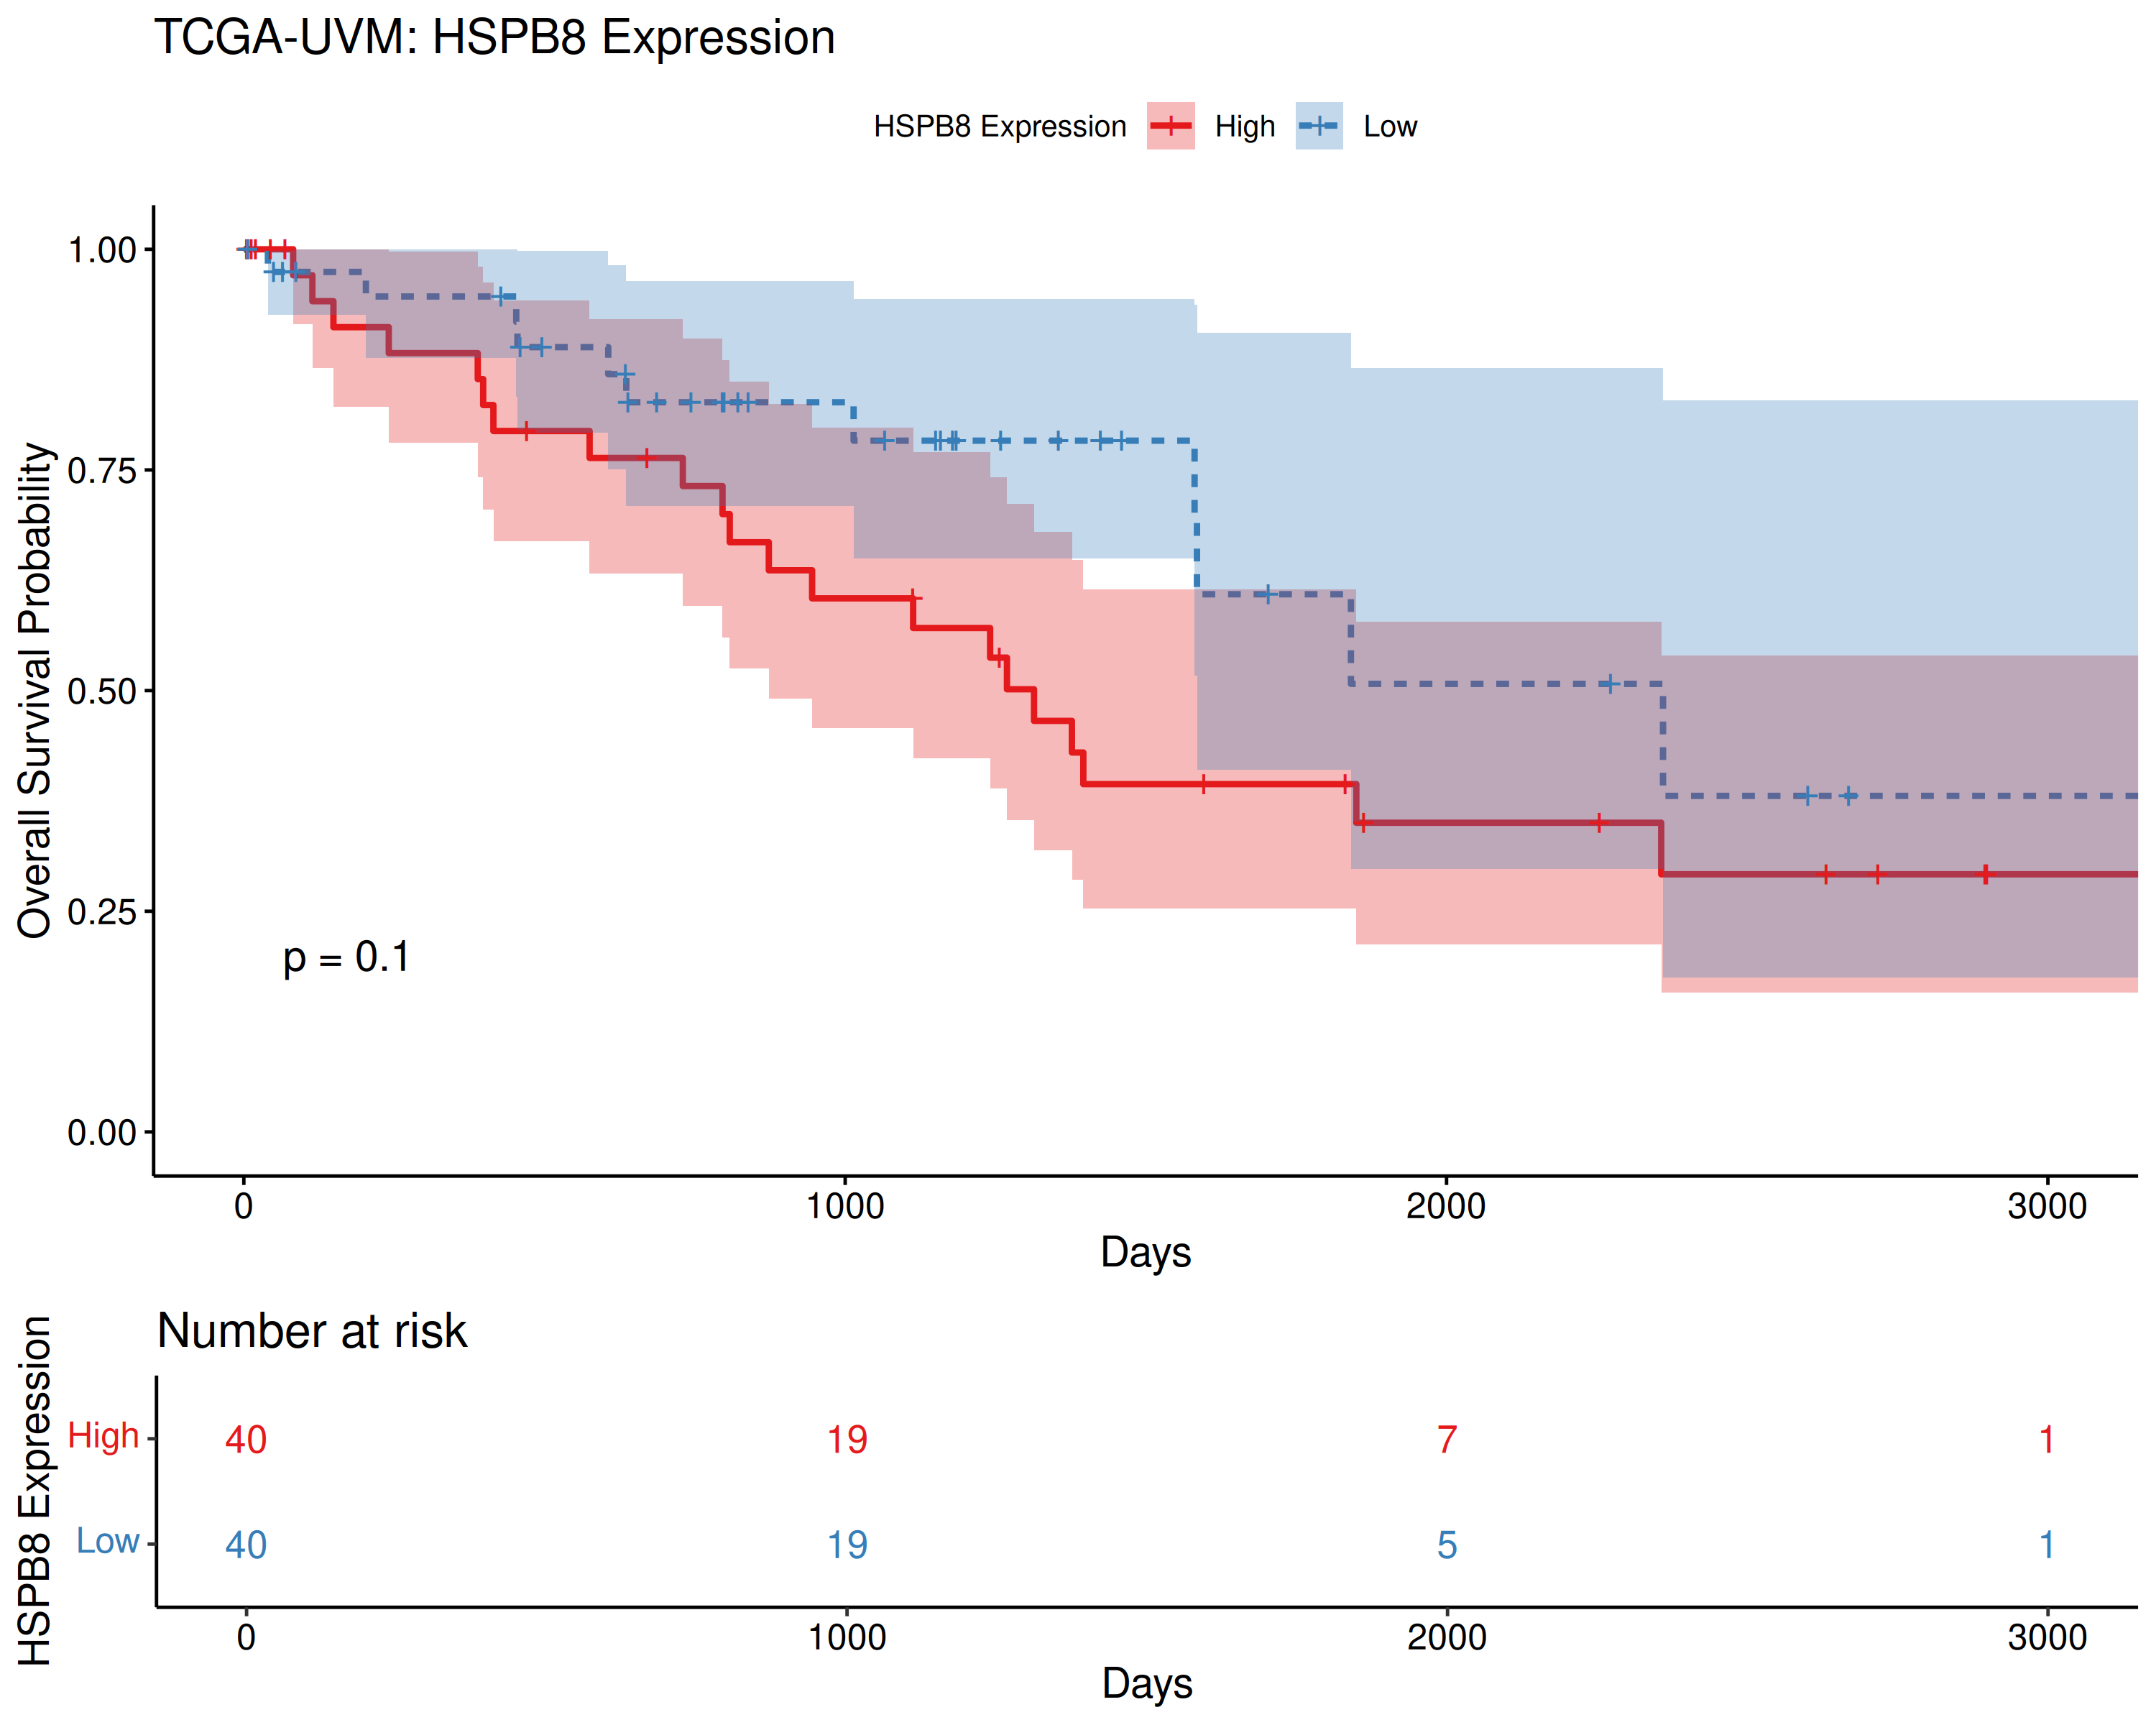 TCGA-UVM: HSPB8 Expression
HSPB8 Expression High Low
Overall Survival Probability
1.00
0.75
0.50
0.25
0.00
p = 0.1
0 1000 2000 3000
Days
Number at risk
HSPB8 Expression
High 40 19 7 1
Low 40 19 5 1
0 1000 2000 3000
Days